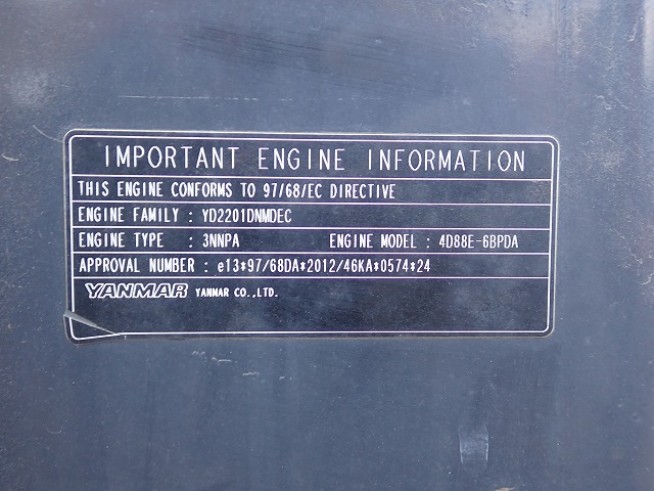 IMPORTANT ENGINE INFORMATION
THIS ENGINE CONFORMS TO 97/68/EC DIRECTIVE
ENGINE FAMILY : YD2201DNMDEC
ENGINE TYPE : 3NNPA ENGINE MODEL : 4D88E-6BPDA
APPROVAL NUMBER : e13*97/68DA*2012/46KA*0574*24
YANMAR YANMAR CO.,LTD.